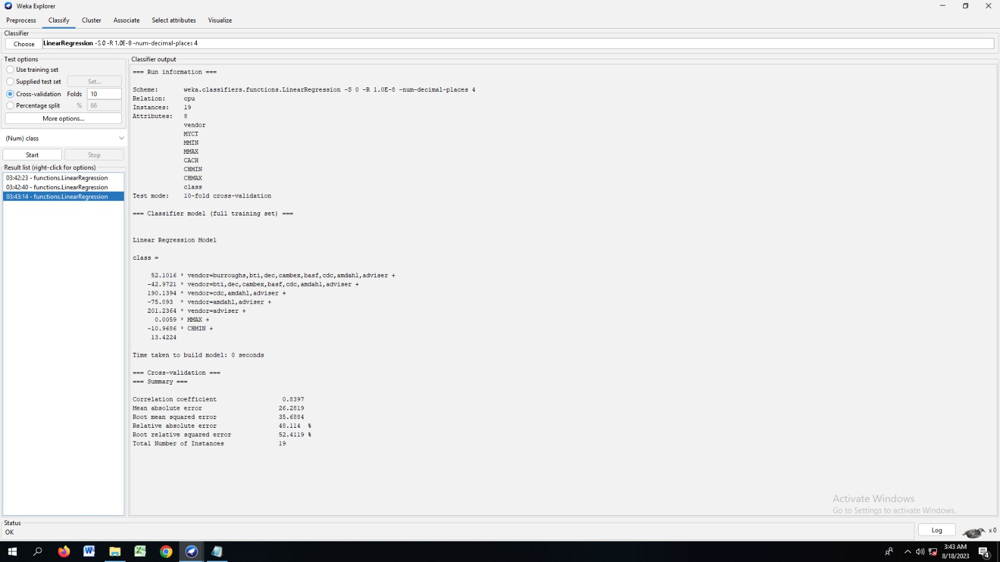 Weka Explorer
Preprocess Classify Cluster Associate Select attributes Visualize
Classifier
Choose LinearRegression -S 0 -R 1.0E-8 -num-decimal-places 4
Test options
Use training set
Supplied test set Set...
Cross-validation Folds 10
Percentage split % 66
More options...
(Num) class
Start Stop
Result list (right-click for options)
03:42:23 - functions.LinearRegression
03:42:40 - functions.LinearRegression
03:43:14 - functions.LinearRegression
Classifier output
=== Run information ===
Scheme: weka.classifiers.functions.LinearRegression -S 0 -R 1.0E-8 -num-decimal-places 4
Relation: cpu
Instances: 19
Attributes: 8
vendor
MYCT
MMIN
MMAX
CACH
CHMIN
CHMAX
class
Test mode: 10-fold cross-validation
=== Classifier model (full training set) ===
Linear Regression Model
class =
52.1016 * vendor=burroughs,bti,dec,cambex,basf,cdc,amdahl,adviser +
-42.9721 * vendor=bti,dec,cambex,basf,cdc,amdahl,adviser +
190.1394 * vendor=cdc,amdahl,adviser +
-75.093 * vendor=amdahl,adviser +
201.2364 * vendor=adviser +
0.0059 * MMAX +
-10.9686 * CHMIN +
13.4224
Time taken to build model: 0 seconds
=== Cross-validation ===
=== Summary ===
Correlation coefficient 0.8397
Mean absolute error 26.2819
Root mean squared error 35.6884
Relative absolute error 48.114 %
Root relative squared error 52.4119 %
Total Number of Instances 19
Activate Windows
Go to Settings to activate Windows.
Status
OK
Log
x 0
3:43 AM
8/18/2023
4